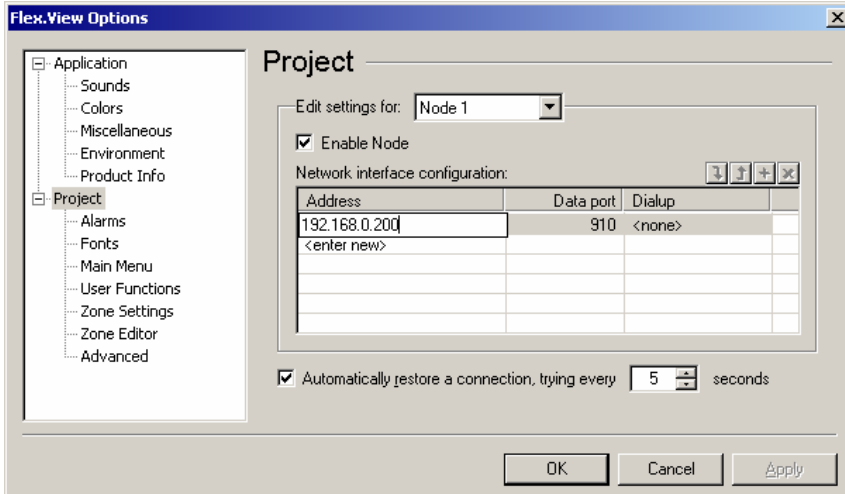 Flex.View Options
Application
Sounds
Colors
Miscellaneous
Environment
Product Info
Project
Alarms
Fonts
Main Menu
User Functions
Zone Settings
Zone Editor
Advanced
Project
Edit settings for: Node 1
Enable Node
Network interface configuration:
Address Data port Dialup
192.168.0.200 910 <none>
<enter new>
Automatically restore a connection, trying every 5 seconds
OK Cancel Apply